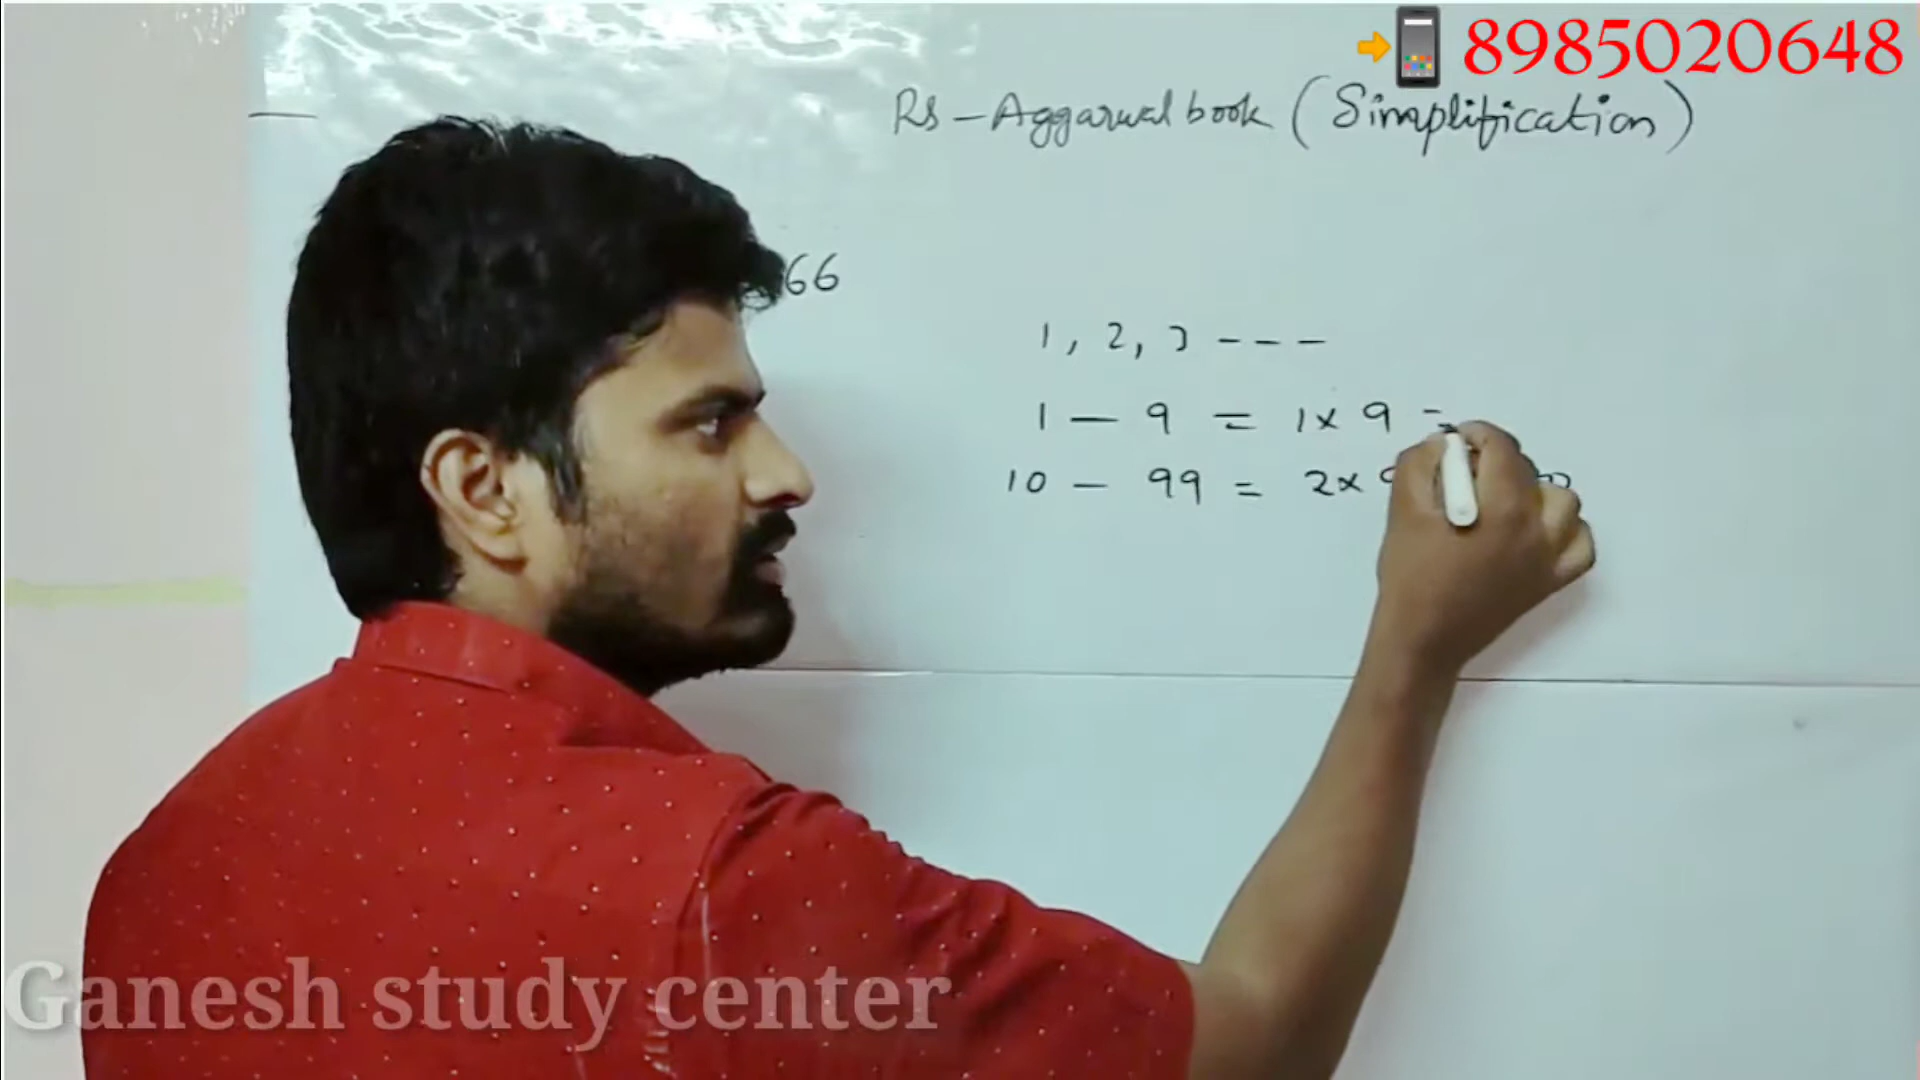 8985020648
Rs - Aggarwal book (Simplification)
66
1, 2, 3 - - -
1 - 9 = 1x 9 =
10 - 99 = 2x 9
Ganesh study center